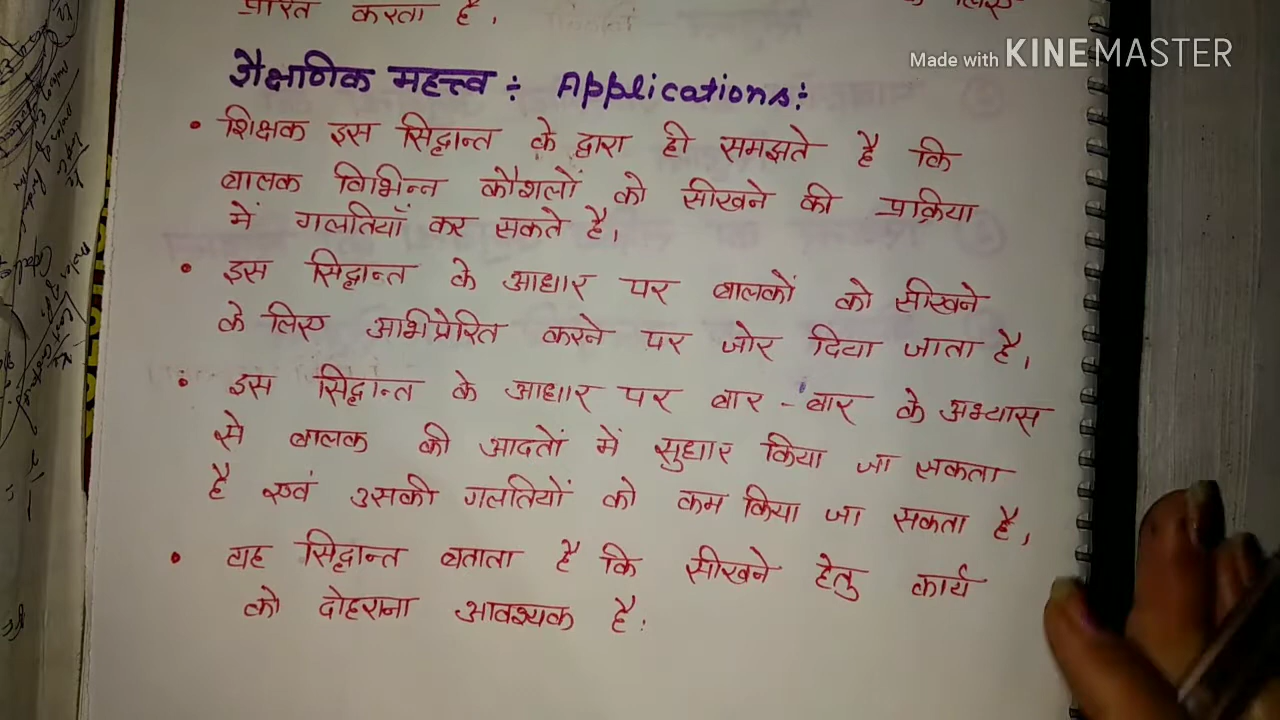 प्रेरित करता है।
के लिए
Made with KINEMASTER
शैक्षणिक महत्त्व ÷ Applications:
• शिक्षक इस सिद्धान्त के द्वारा ही समझते है कि
बालक विभिन्न कौशलों को सीखने की प्रक्रिया
में गलतियाँ कर सकते है।
• इस सिद्धान्त के आधार पर बालकों को सीखने
के लिए अभिप्रेरित करने पर जोर दिया जाता है।
• इस सिद्धान्त के आधार पर बार - बार के अभ्यास
से बालक की आदतों में सुधार किया जा सकता
है एवं उसकी गलतियों को कम किया जा सकता है।
• यह सिद्धान्त बताता है कि सीखने हेतु कार्य
को दोहराना आवश्यक है।